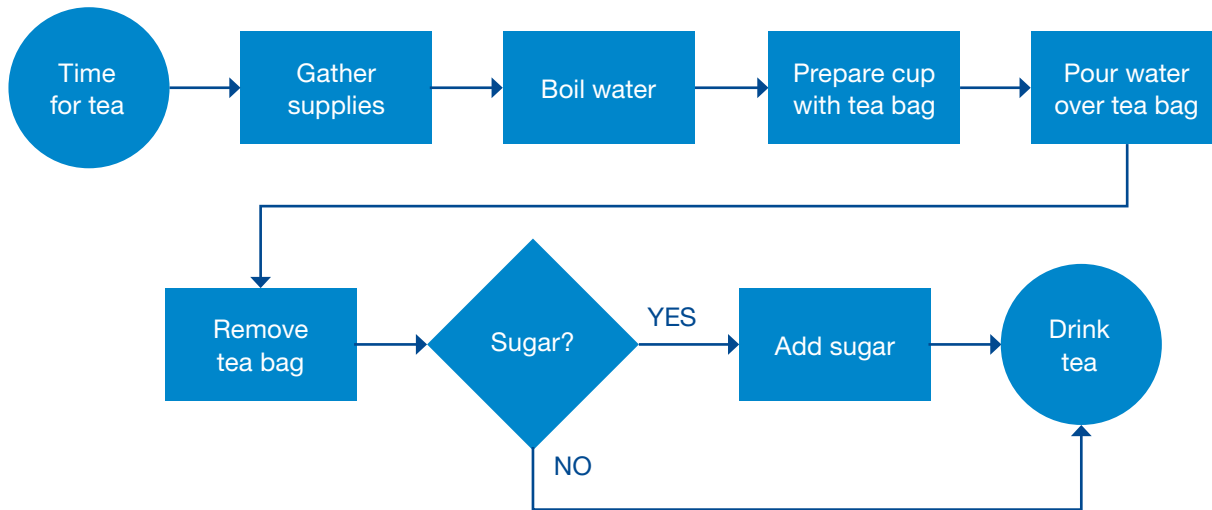 Time
for tea
Gather
supplies
Boil water
Prepare cup
with tea bag
Pour water
over tea bag
Remove
tea bag
Sugar?
YES
Add sugar
Drink
tea
NO